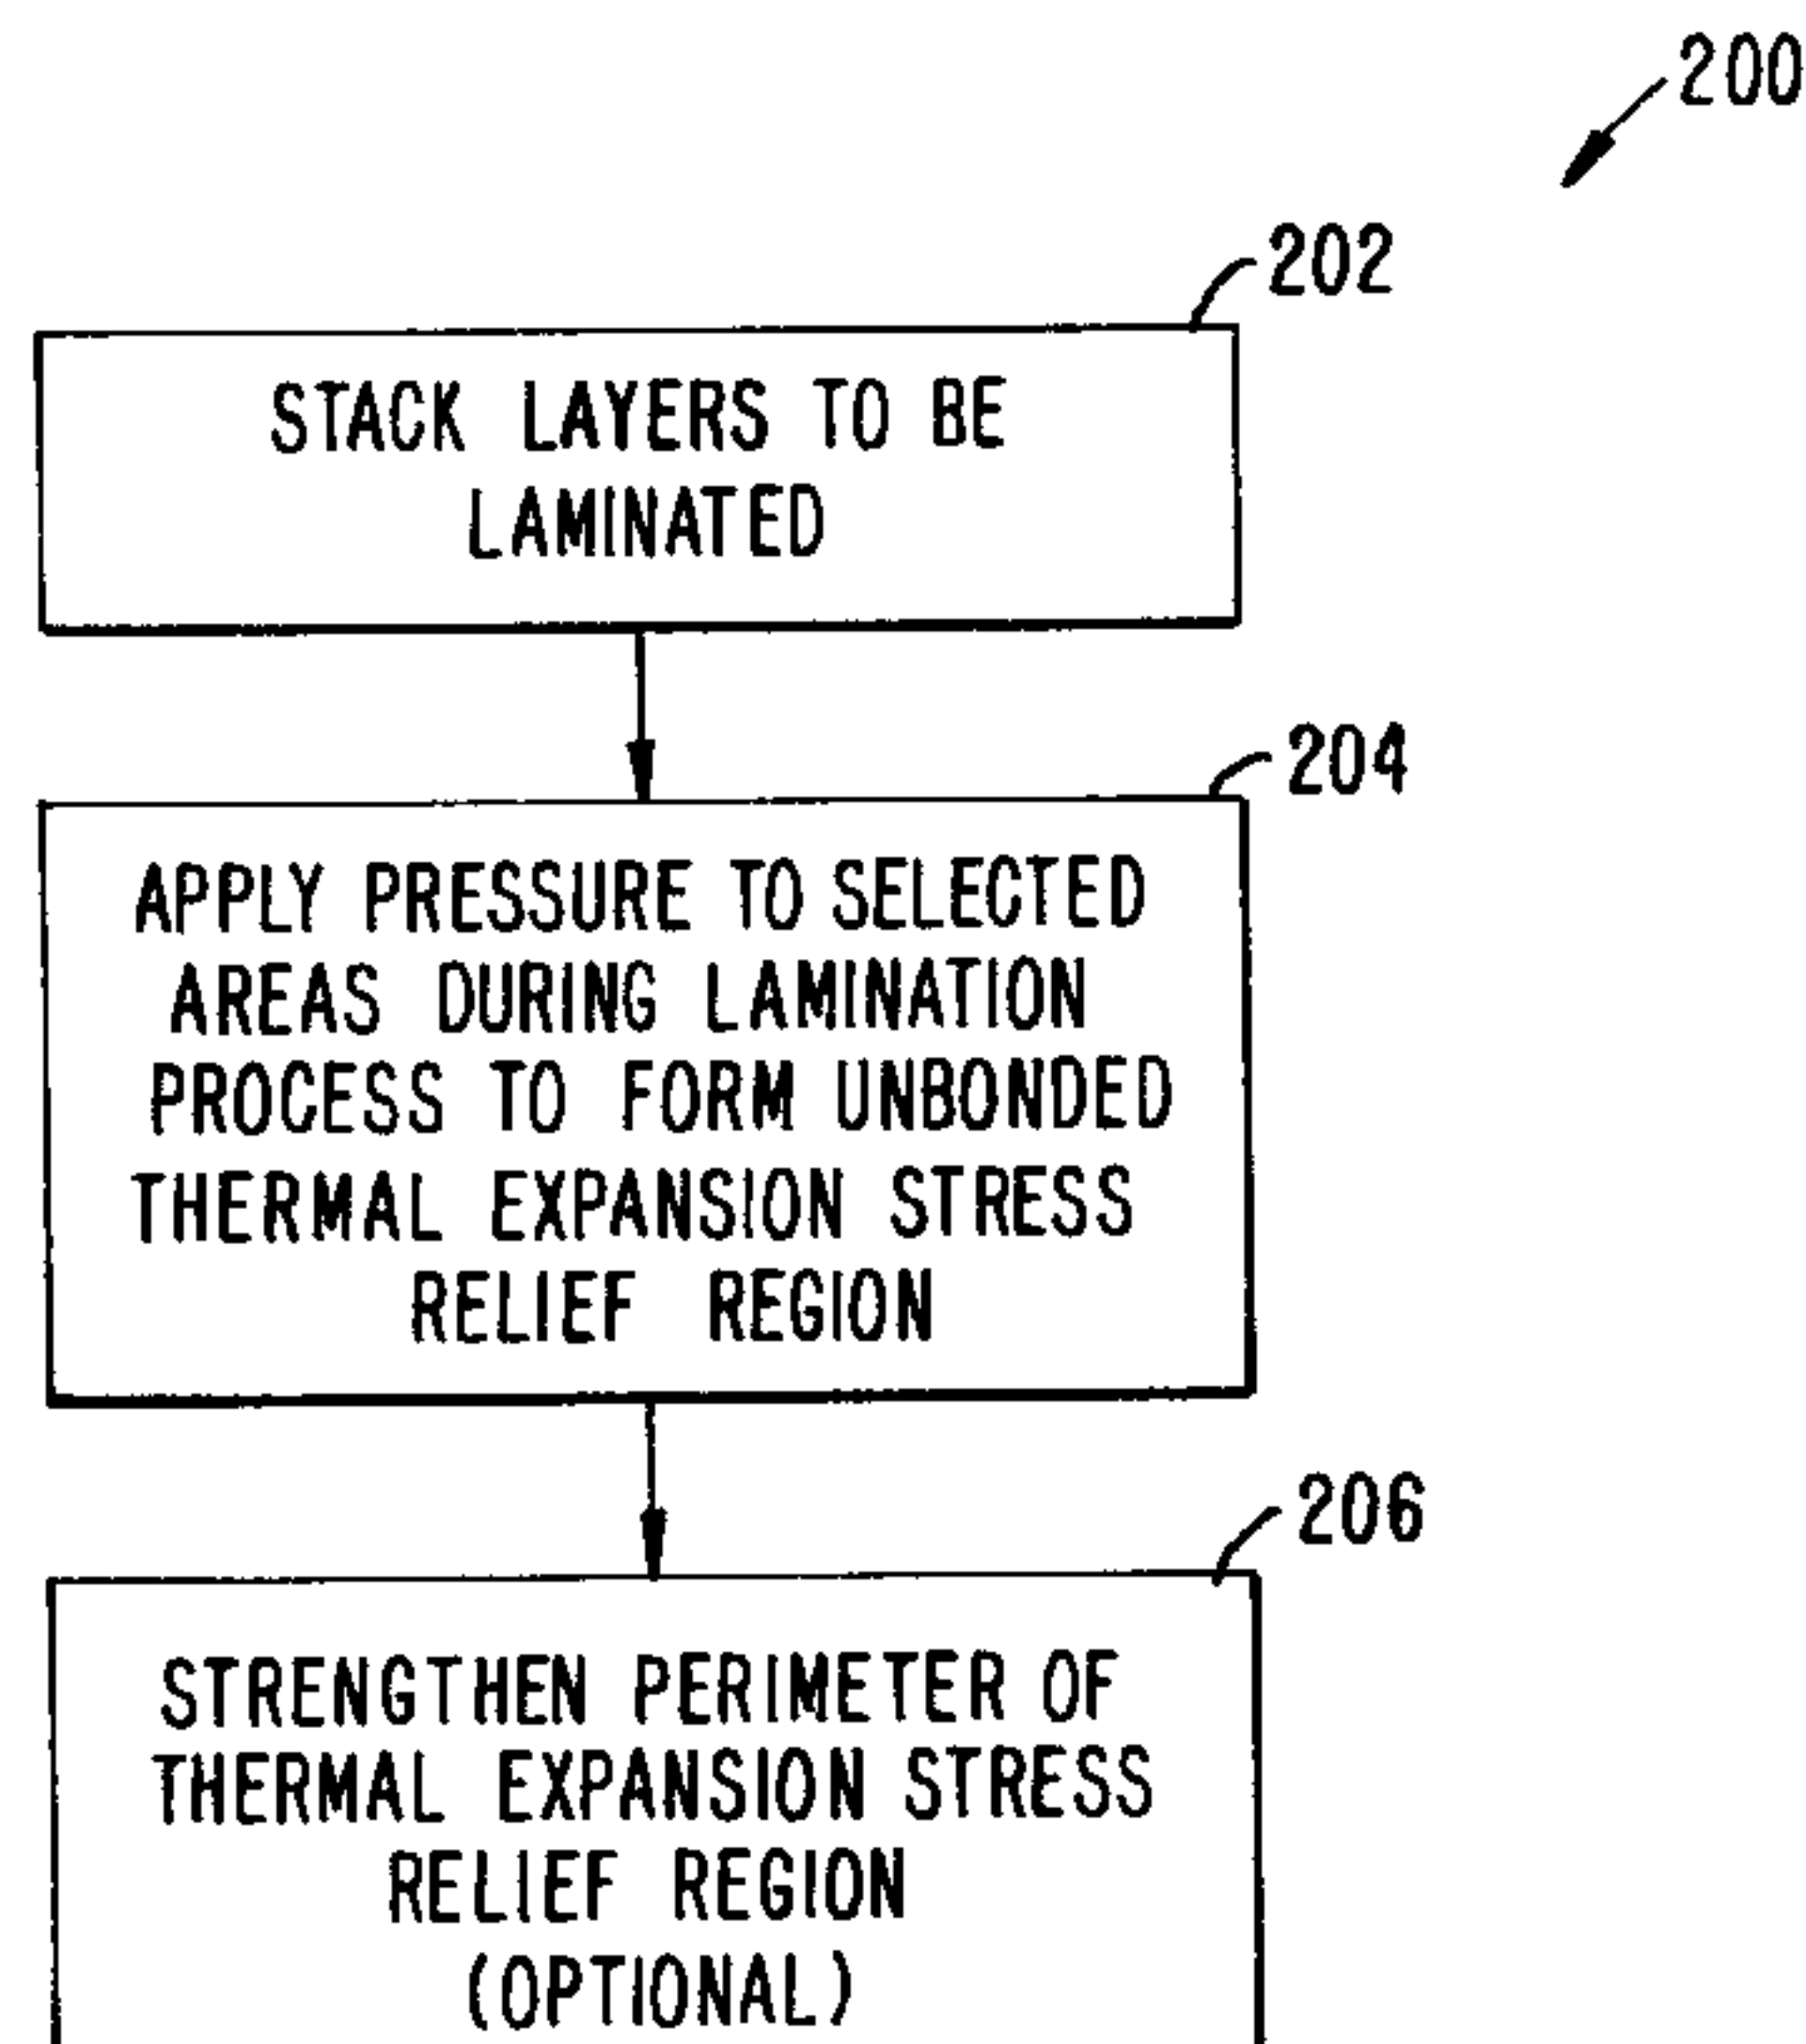 200
202
STACK LAYERS TO BE
LAMINATED
204
APPLY PRESSURE TO SELECTED
AREAS DURING LAMINATION
PROCESS TO FORM UNBONDED
THERMAL EXPANSION STRESS
RELIEF REGION
206
STRENGTHEN PERIMETER OF
THERMAL EXPANSION STRESS
RELIEF REGION
(OPTIONAL)